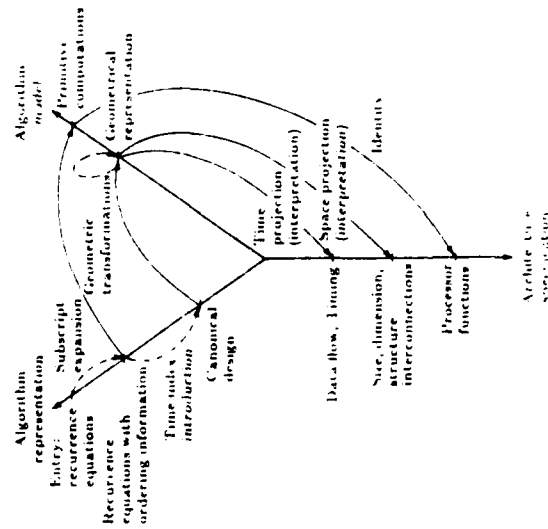 Algorithm
representation
Entry:
recurrence
equations
Subscript
expansion
Recurrence
equations with
ordering information
Time index
introduction
Canonical
design
Algorithm
model
Primitive
computations
Geometrical
representation
Geometric
transformations
Time
projection
(interpretation)
Space projection
(interpretation)
Identity
Data flow, Timing
Size, dimension,
structure
interconnections
Processor
functions
Architecture
specification